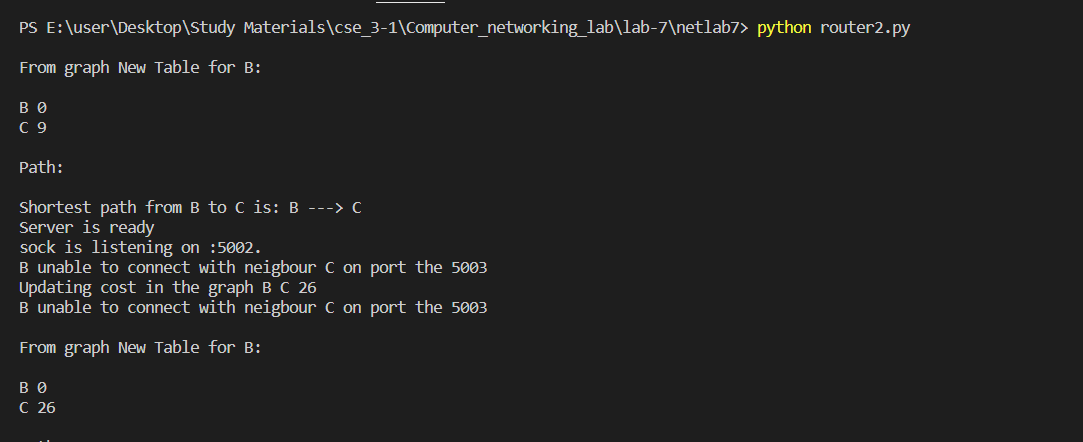 PS E:\user\Desktop\Study Materials\cse_3-1\Computer_networking_lab\lab-7\netlab7> python router2.py
From graph New Table for B:
B 0
C 9
Path:
Shortest path from B to C is: B ---> C
Server is ready
sock is listening on :5002.
B unable to connect with neigbour C on port the 5003
Updating cost in the graph B C 26
B unable to connect with neigbour C on port the 5003
From graph New Table for B:
B 0
C 26